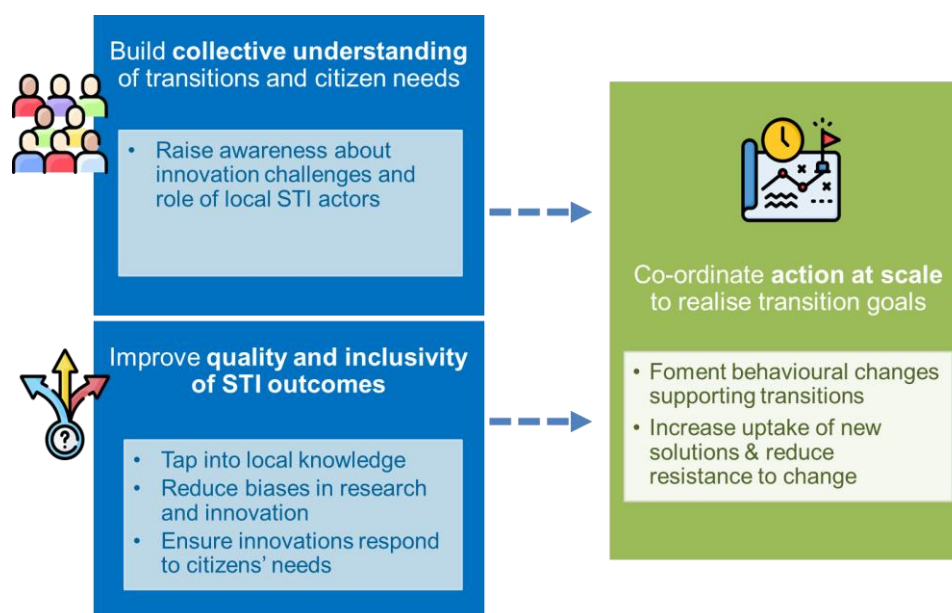 Build collective understanding
of transitions and citizen needs
• Raise awareness about
innovation challenges and
role of local STI actors
Improve quality and inclusivity
of STI outcomes
• Tap into local knowledge
• Reduce biases in research
and innovation
• Ensure innovations respond
to citizens' needs
?
Co-ordinate action at scale
to realise transition goals
• Foment behavioural changes
supporting transitions
• Increase uptake of new
solutions & reduce
resistance to change